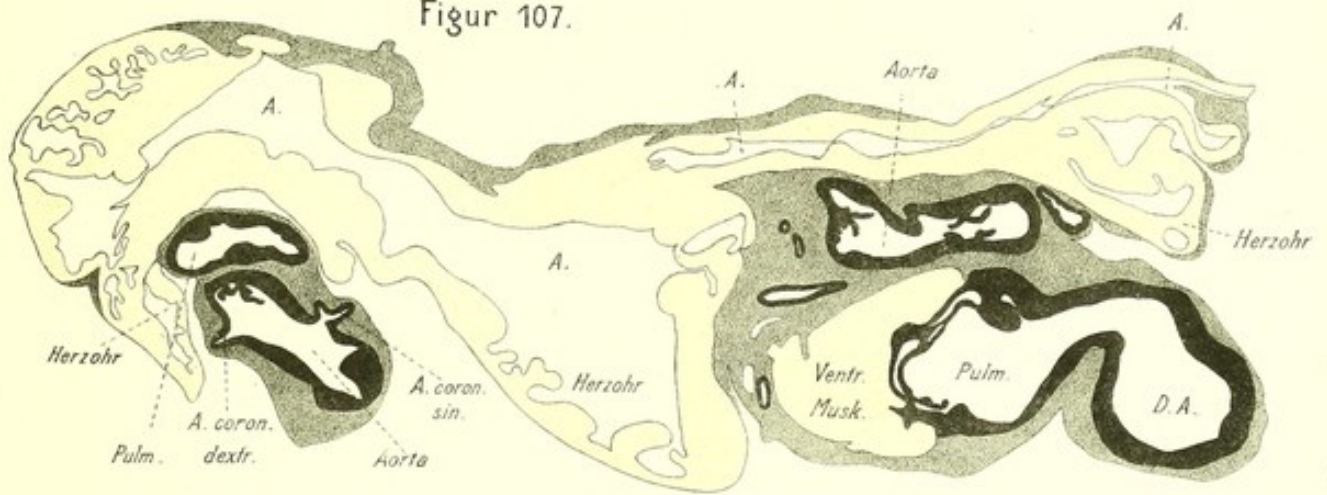 Figur 107.
A.
A.
Aorta
A.
A.
Herzohr
Herzohr
A. coron.
sin.
Herzohr
Ventr.
Musk.
Pulm.
D. A.
Pulm.
A. coron.
dextr.
Aorta